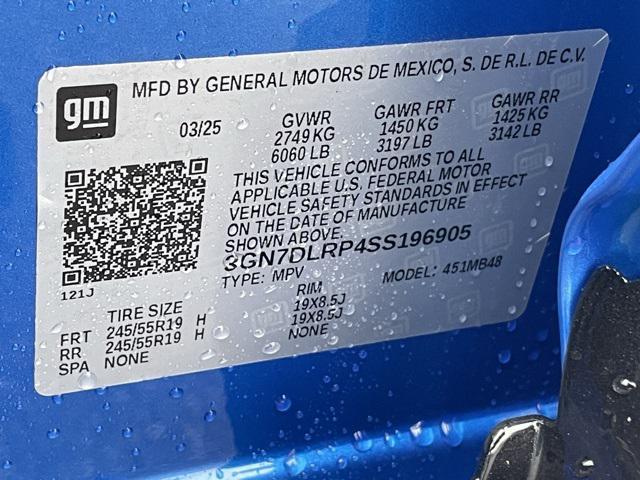 gm
MFD BY GENERAL MOTORS DE MEXICO, S. DE R.L. DE C.V.
03/25
GVWR
2749 KG
6060 LB
GAWR FRT
1450 KG
3197 LB
GAWR RR
1425 KG
3142 LB
THIS VEHICLE CONFORMS TO ALL
APPLICABLE U.S. FEDERAL MOTOR
VEHICLE SAFETY STANDARDS IN EFFECT
ON THE DATE OF MANUFACTURE
SHOWN ABOVE.
3GN7DLRP4SS196905
TYPE: MPV
MODEL: 451MB48
121J
TIRE SIZE
RIM
FRT 245/55R19 H 19X8.5J
RR 245/55R19 H 19X8.5J
SPA NONE NONE